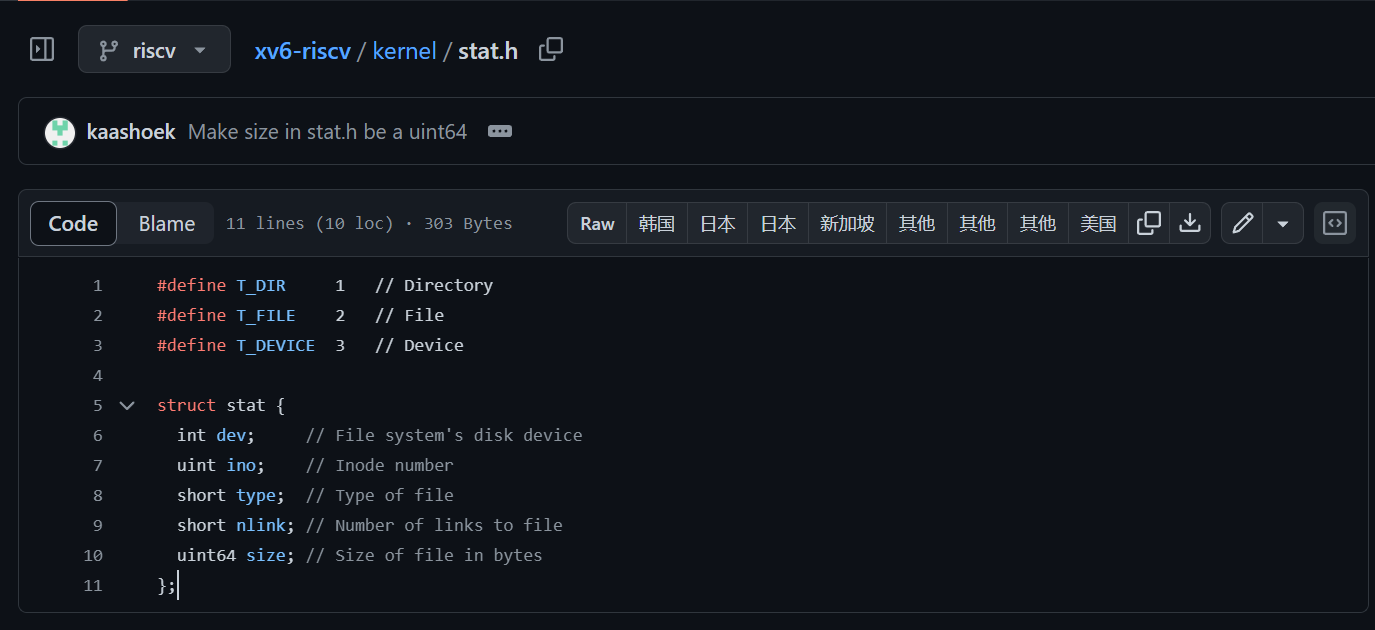 riscv xv6-riscv / kernel / stat.h
kaashoek Make size in stat.h be a uint64
Code Blame 11 lines (10 loc) · 303 Bytes Raw 韩国 日本 日本 新加坡 其他 其他 其他 美国
1 #define T_DIR     1   // Directory
2 #define T_FILE    2   // File
3 #define T_DEVICE  3   // Device
4
5 struct stat {
6   int dev;     // File system's disk device
7   uint ino;    // Inode number
8   short type;  // Type of file
9   short nlink; // Number of links to file
10   uint64 size; // Size of file in bytes
11 };